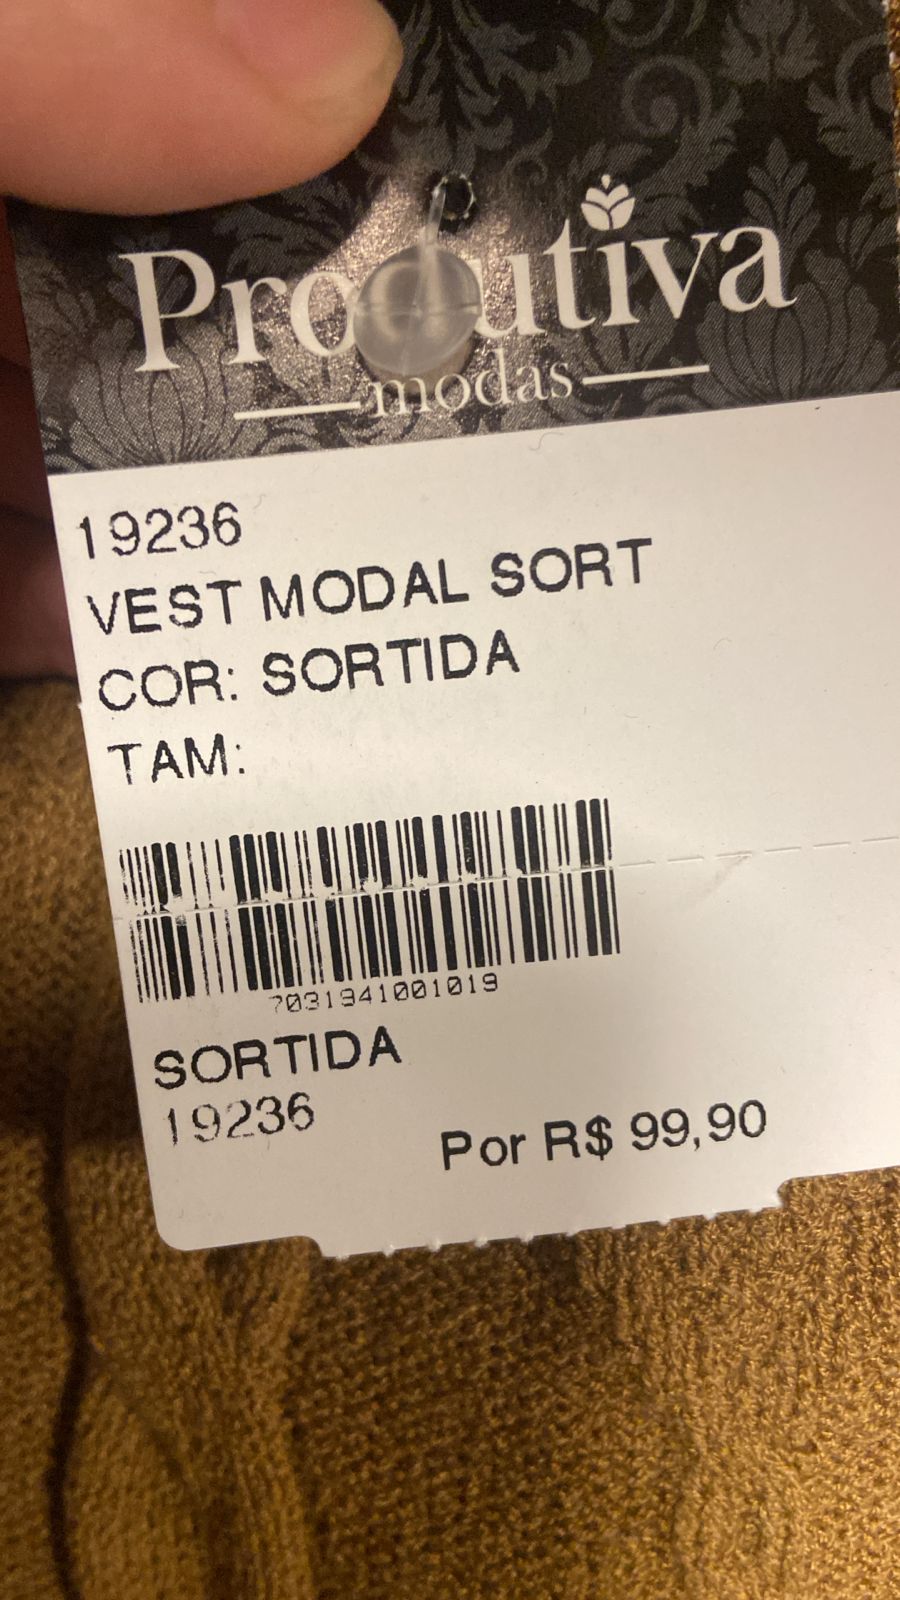 Produtiva
modas
19236
VEST MODAL SORT
COR: SORTIDA
TAM:
7031941001019
SORTIDA
19236
Por R$ 99,90